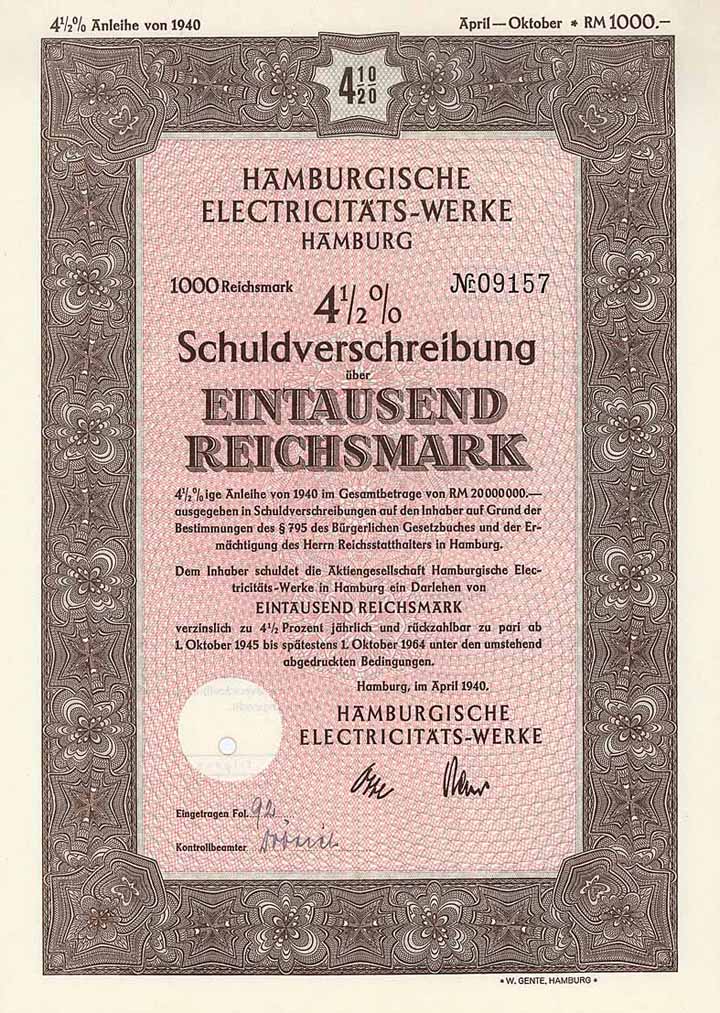 4½% Anleihe von 1940
April—Oktober * RM 1000.—
4 10/20
HAMBURGISCHE
ELECTRICITÄTS-WERKE
HAMBURG
1000 Reichsmark
№ 09157
4½%
Schuldverschreibung
über
EINTAUSEND
REICHSMARK
4½%ige Anleihe von 1940 im Gesamtbetrage von RM 20000000.—
ausgegeben in Schuldverschreibungen auf den Inhaber auf Grund der
Bestimmungen des § 795 des Bürgerlichen Gesetzbuches und der Er-
mächtigung des Herrn Reichsstatthalters in Hamburg.
Dem Inhaber schuldet die Aktiengesellschaft Hamburgische Elec-
tricitäts-Werke in Hamburg ein Darlehen von
EINTAUSEND REICHSMARK
verzinslich zu 4½ Prozent jährlich und rückzahlbar zu pari ab
1. Oktober 1945 bis spätestens 1. Oktober 1964 unter den umstehend
abgedruckten Bedingungen.
Hamburg, im April 1940.
HAMBURGISCHE
ELECTRICITÄTS-WERKE
Eingetragen Fol. 92
Kontrollbeamter
* W. GENTE, HAMBURG *